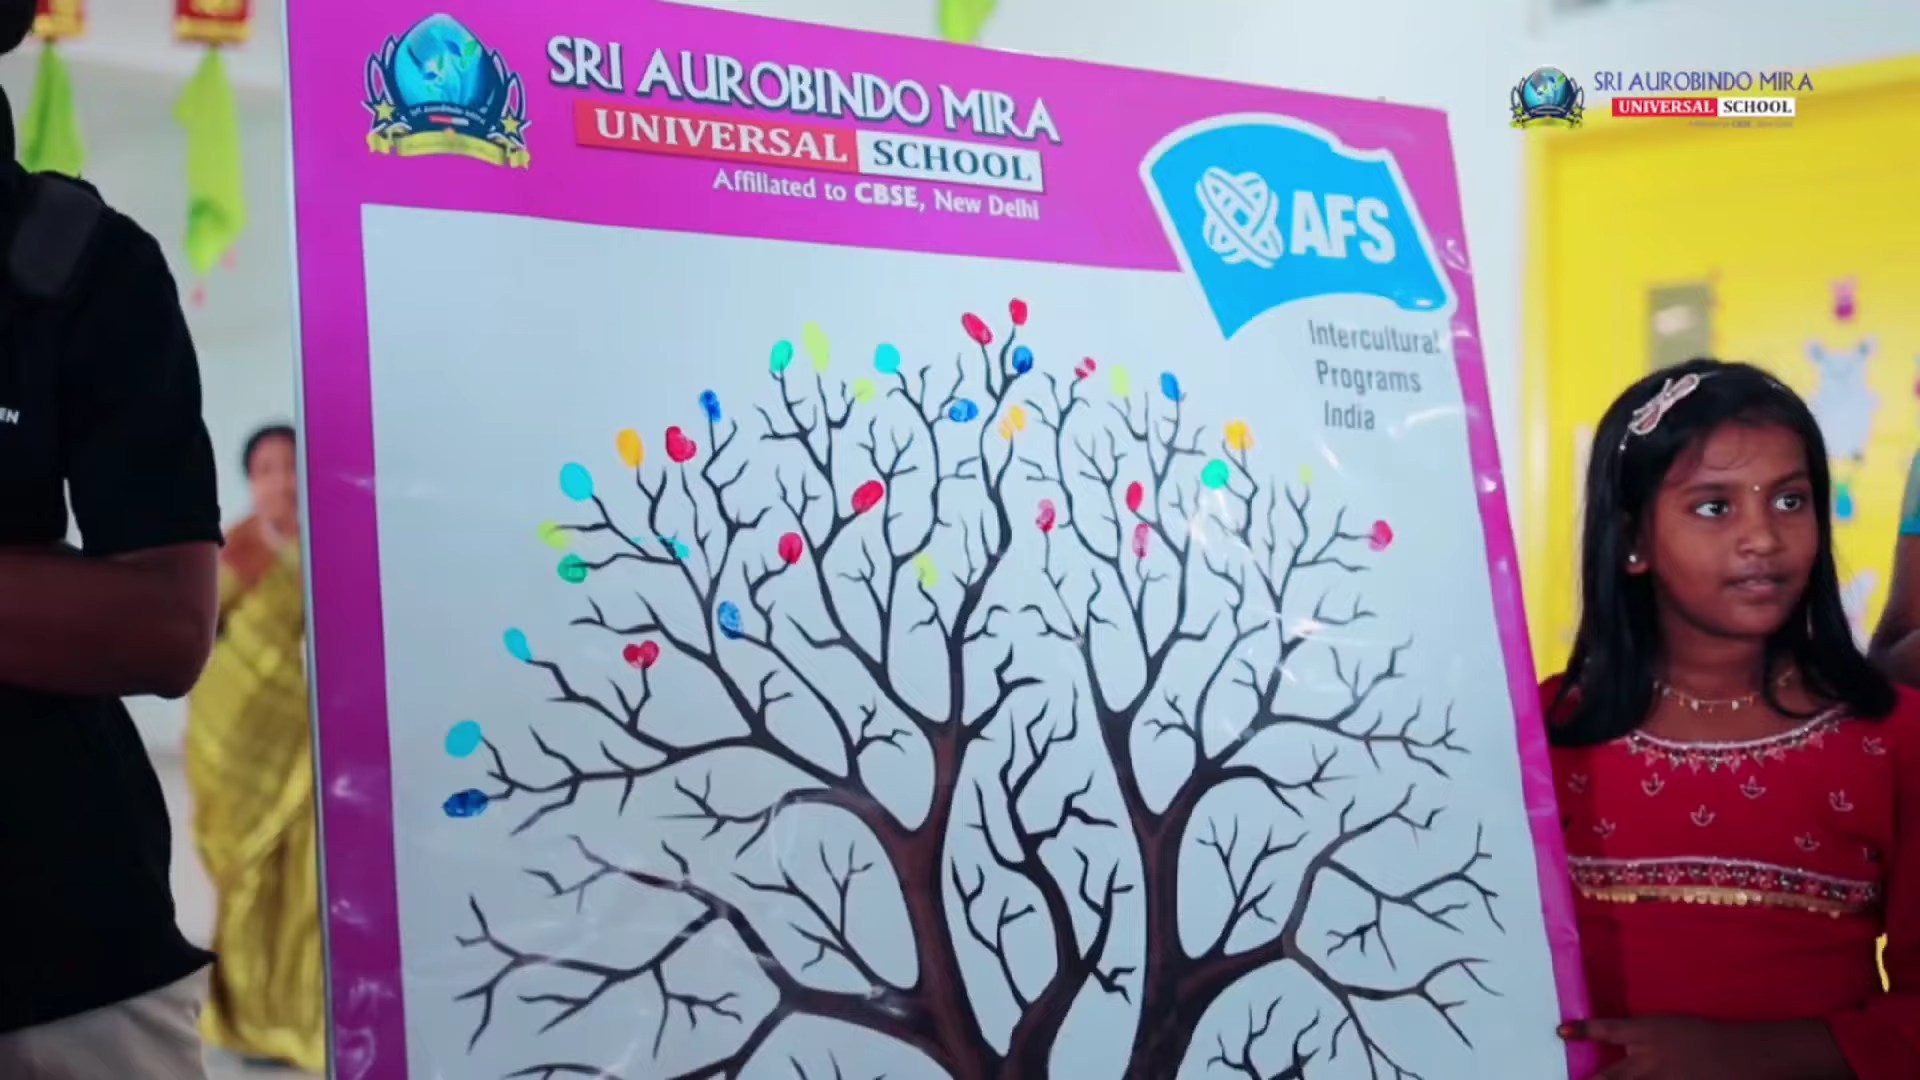 SRI AUROBINDO MIRA
UNIVERSAL SCHOOL
Affiliated to CBSE, New Delhi
AFS
Intercultural
Programs
India
SRI AUROBINDO MIRA
UNIVERSAL SCHOOL
EN